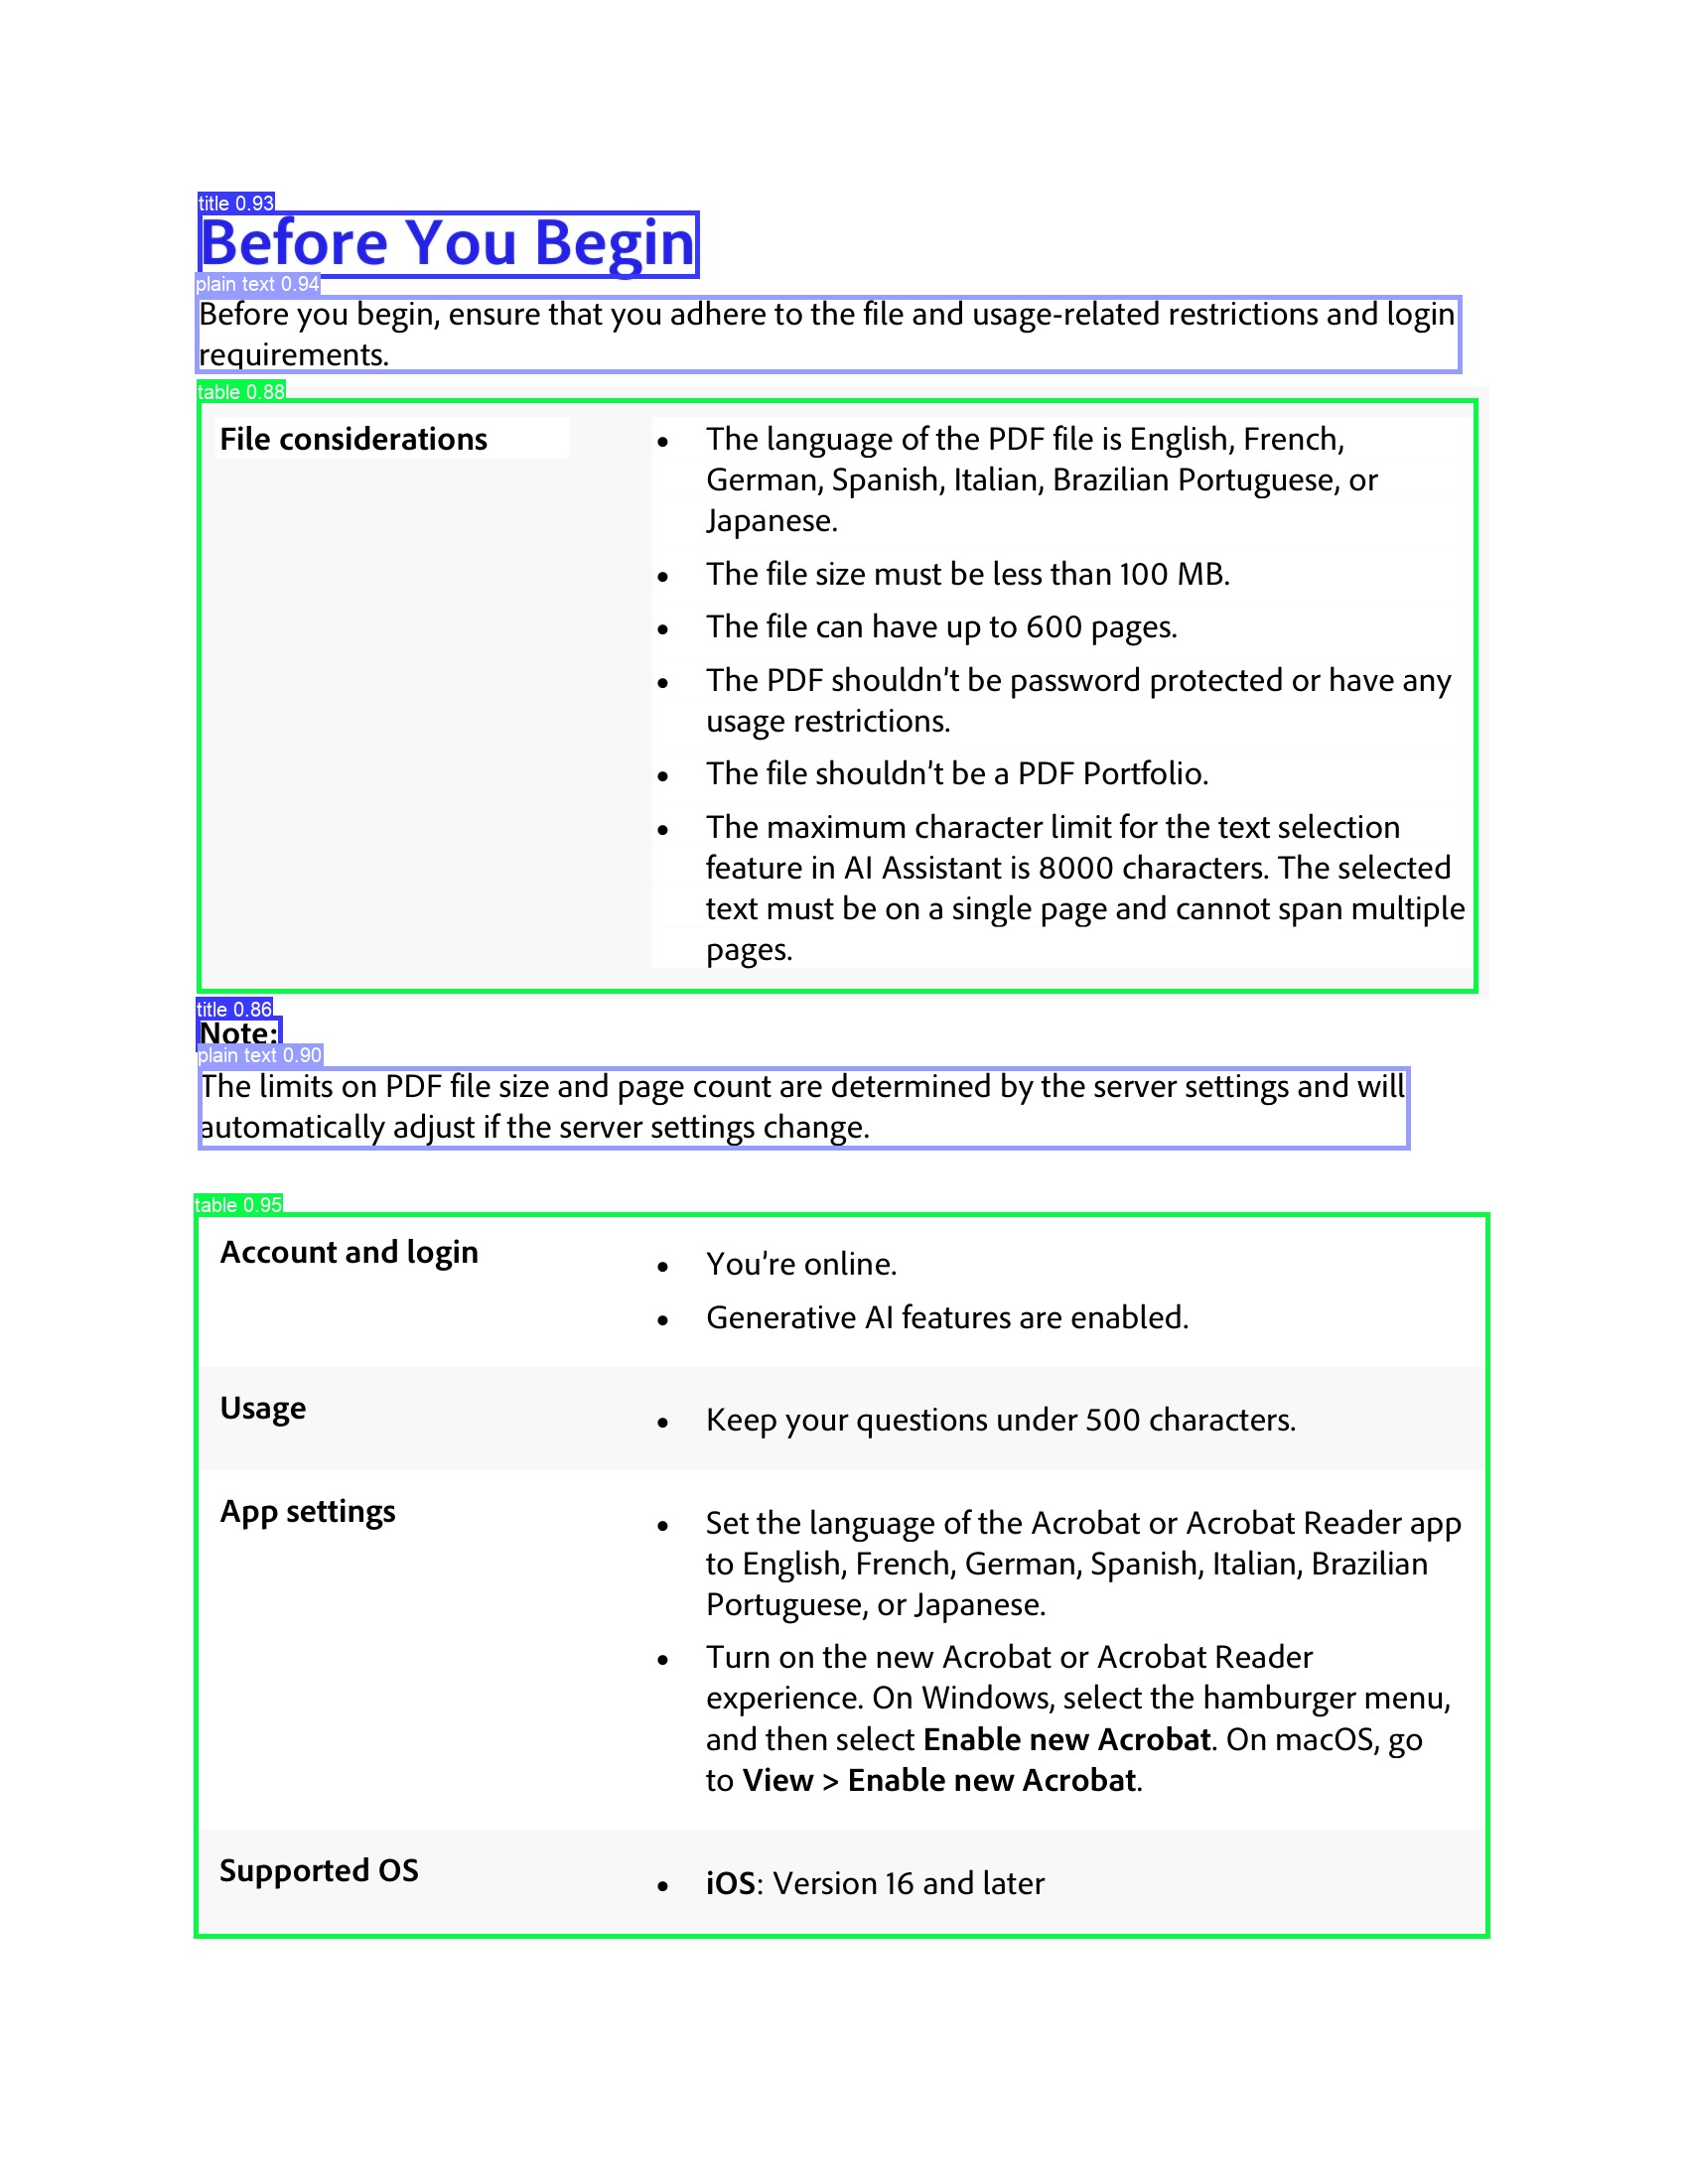 title 0.93
Before You Begin
plain text 0.94
Before you begin, ensure that you adhere to the file and usage-related restrictions and login
requirements.
table 0.88
File considerations
• The language of the PDF file is English, French,
German, Spanish, Italian, Brazilian Portuguese, or
Japanese.
• The file size must be less than 100 MB.
• The file can have up to 600 pages.
• The PDF shouldn't be password protected or have any
usage restrictions.
• The file shouldn't be a PDF Portfolio.
• The maximum character limit for the text selection
feature in AI Assistant is 8000 characters. The selected
text must be on a single page and cannot span multiple
pages.
title 0.86
Note:
plain text 0.90
The limits on PDF file size and page count are determined by the server settings and will
automatically adjust if the server settings change.
table 0.95
Account and login
• You're online.
• Generative AI features are enabled.
Usage
• Keep your questions under 500 characters.
App settings
• Set the language of the Acrobat or Acrobat Reader app
to English, French, German, Spanish, Italian, Brazilian
Portuguese, or Japanese.
• Turn on the new Acrobat or Acrobat Reader
experience. On Windows, select the hamburger menu,
and then select Enable new Acrobat. On macOS, go
to View > Enable new Acrobat.
Supported OS
• iOS: Version 16 and later